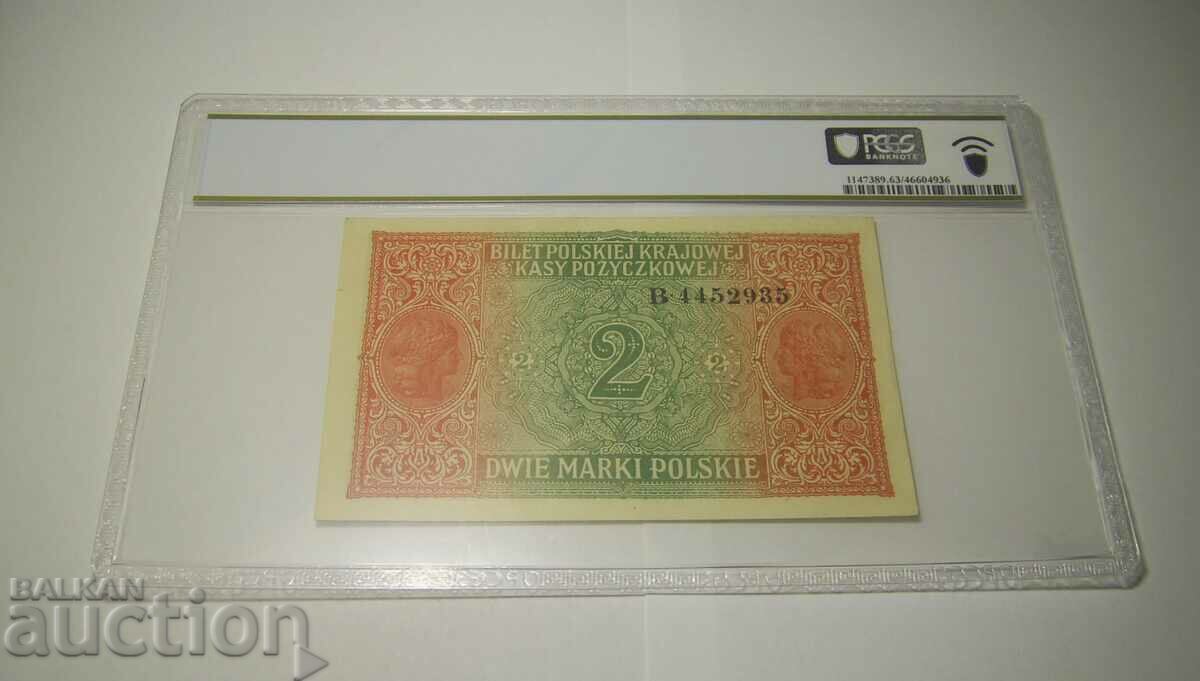 PCGS
BANKNOTE
1147389.63/46604936
BILET POLSKIEJ KRAJOWEJ
KASY POŻYCZKOWEJ
B·4452935
2 2 2
DWIE MARKI POLSKIE
BALKAN
auction